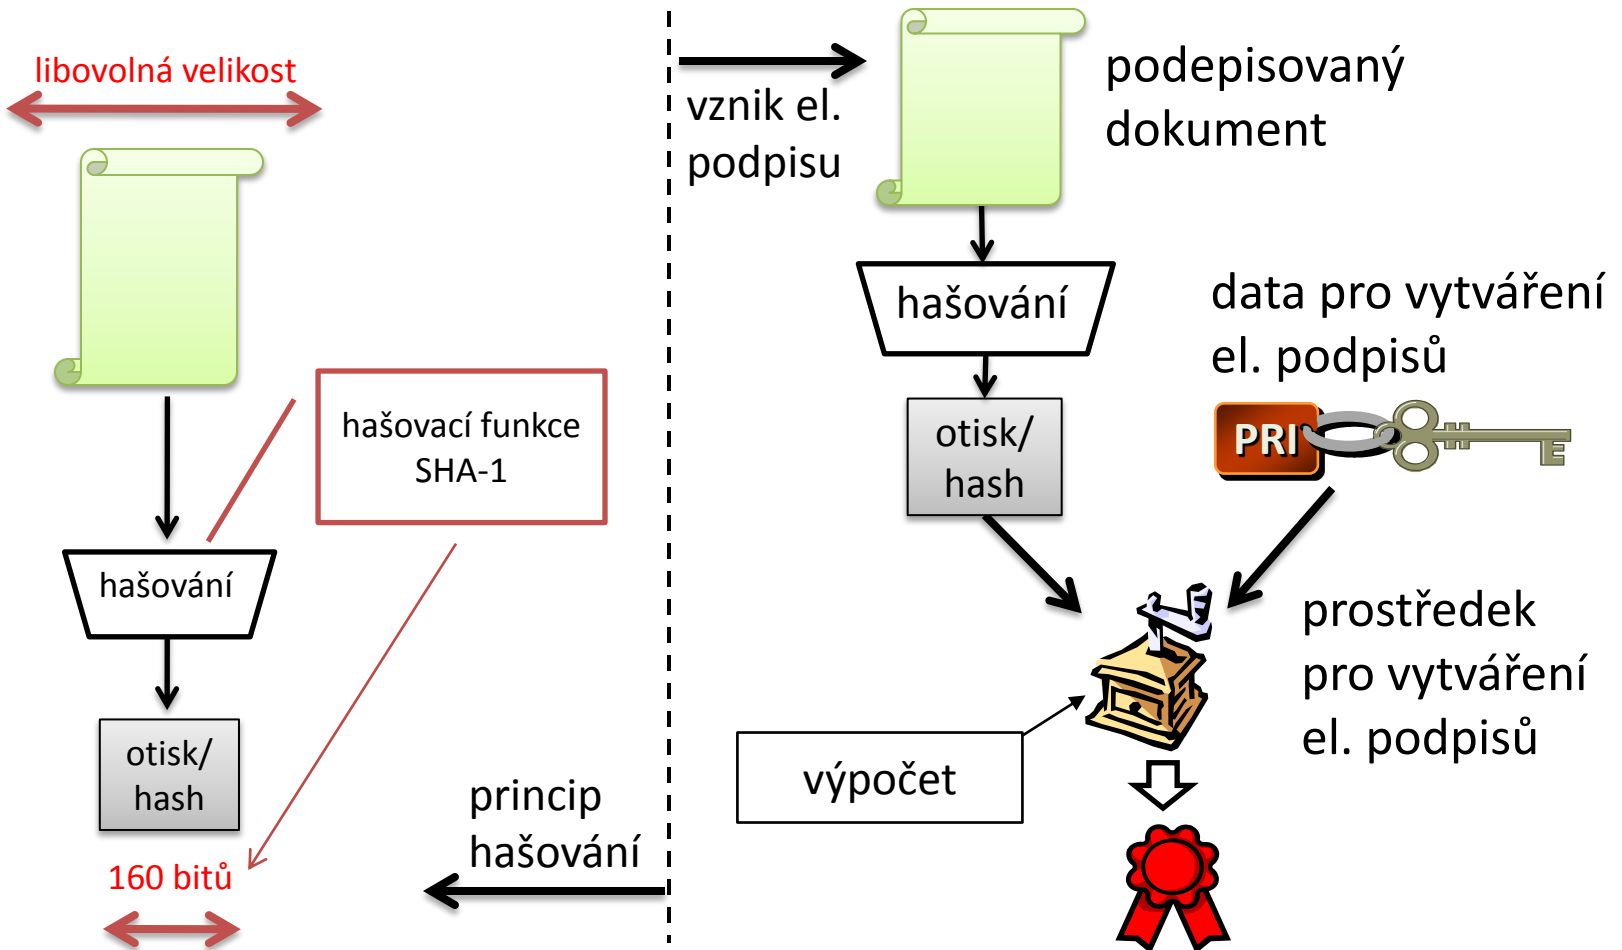 libovolná velikost
hašovací funkce
SHA-1
hašování
otisk/
hash
160 bitů
princip
hašování
vznik el.
podpisu
podepisovaný
dokument
hašování
otisk/
hash
data pro vytváření
el. podpisů
PRI
prostředek
pro vytváření
el. podpisů
výpočet